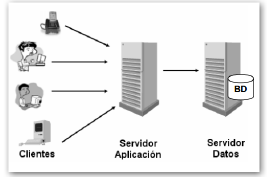 BD
Clientes
Servidor
Aplicación
Servidor
Datos